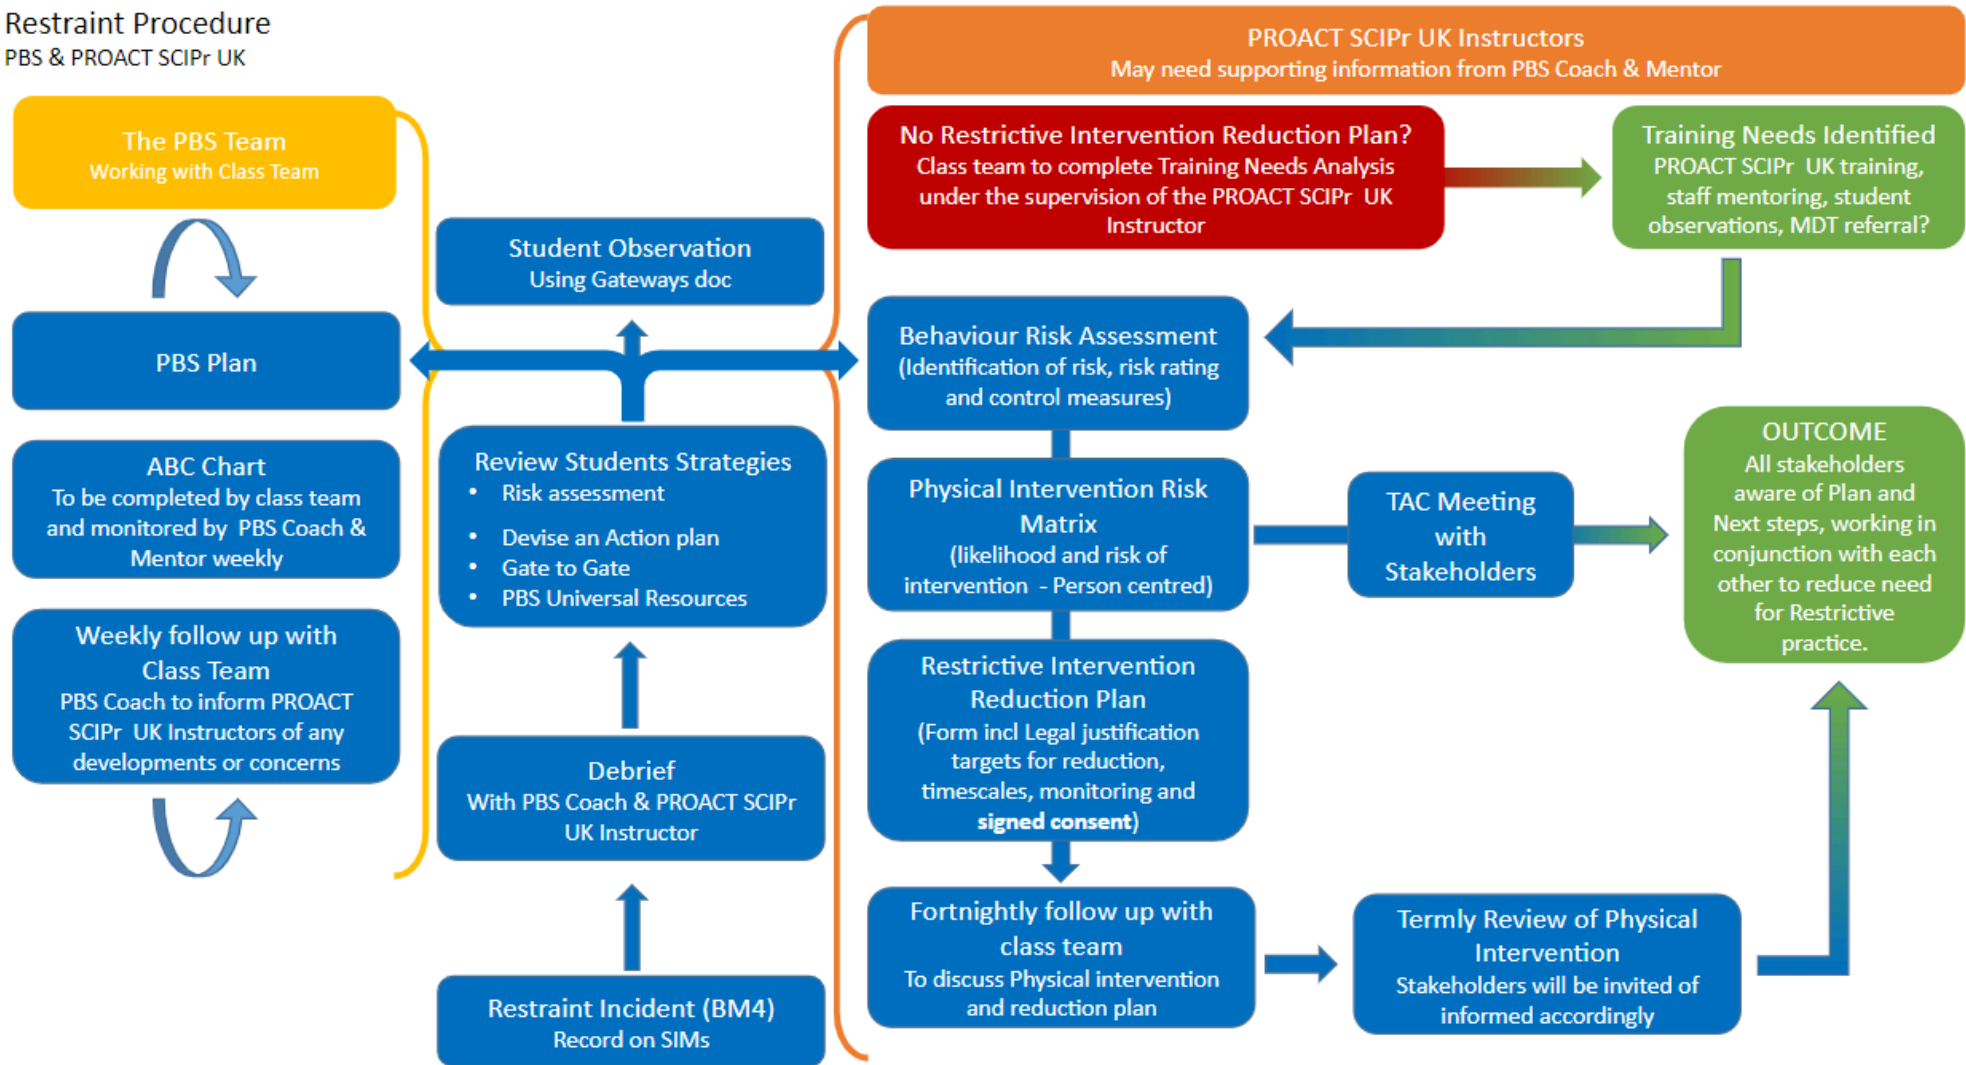 Restraint Procedure
PBS & PROACT SCIPr UK
The PBS Team
Working with Class Team
PBS Plan
ABC Chart
To be completed by class team
and monitored by  PBS Coach &
Mentor weekly
Weekly follow up with
Class Team
PBS Coach to inform PROACT
SCIPr  UK Instructors of any
developments or concerns
Student Observation
Using Gateways doc
Review Students Strategies
• Risk assessment
• Devise an Action plan
• Gate to Gate
• PBS Universal Resources
Debrief
With PBS Coach & PROACT SCIPr
UK Instructor
Restraint Incident (BM4)
Record on SIMs
PROACT SCIPr UK Instructors
May need supporting information from PBS Coach & Mentor
No Restrictive Intervention Reduction Plan?
Class team to complete Training Needs Analysis
under the supervision of the PROACT SCIPr  UK
Instructor
Training Needs Identified
PROACT SCIPr  UK training,
staff mentoring, student
observations, MDT referral?
Behaviour Risk Assessment
(Identification of risk, risk rating
and control measures)
Physical Intervention Risk
Matrix
(likelihood and risk of
intervention  - Person centred)
TAC Meeting
with
Stakeholders
OUTCOME
All stakeholders
aware of Plan and
Next steps, working in
conjunction with each
other to reduce need
for Restrictive
practice.
Restrictive Intervention
Reduction Plan
(Form incl Legal justification
targets for reduction,
timescales, monitoring and
signed consent)
Fortnightly follow up with
class team
To discuss Physical intervention
and reduction plan
Termly Review of Physical
Intervention
Stakeholders will be invited of
informed accordingly